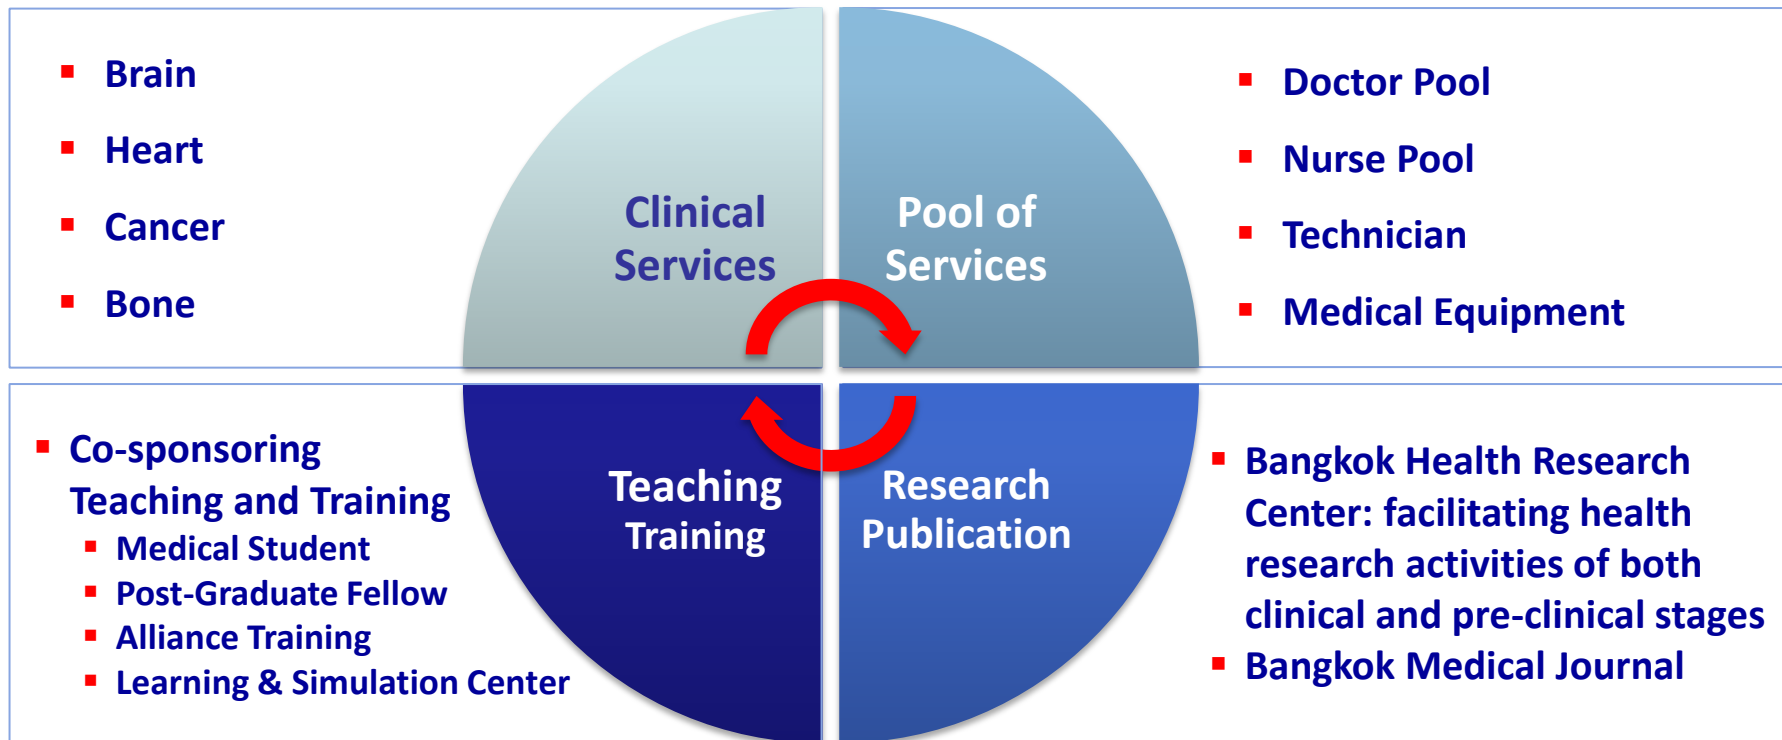 Brain
Heart
Cancer
Bone
Clinical
Services
Pool of
Services
Doctor Pool
Nurse Pool
Technician
Medical Equipment
Co-sponsoring
Teaching and Training
Medical Student
Post-Graduate Fellow
Alliance Training
Learning & Simulation Center
Teaching
Training
Research
Publication
Bangkok Health Research
Center: facilitating health
research activities of both
clinical and pre-clinical stages
Bangkok Medical Journal